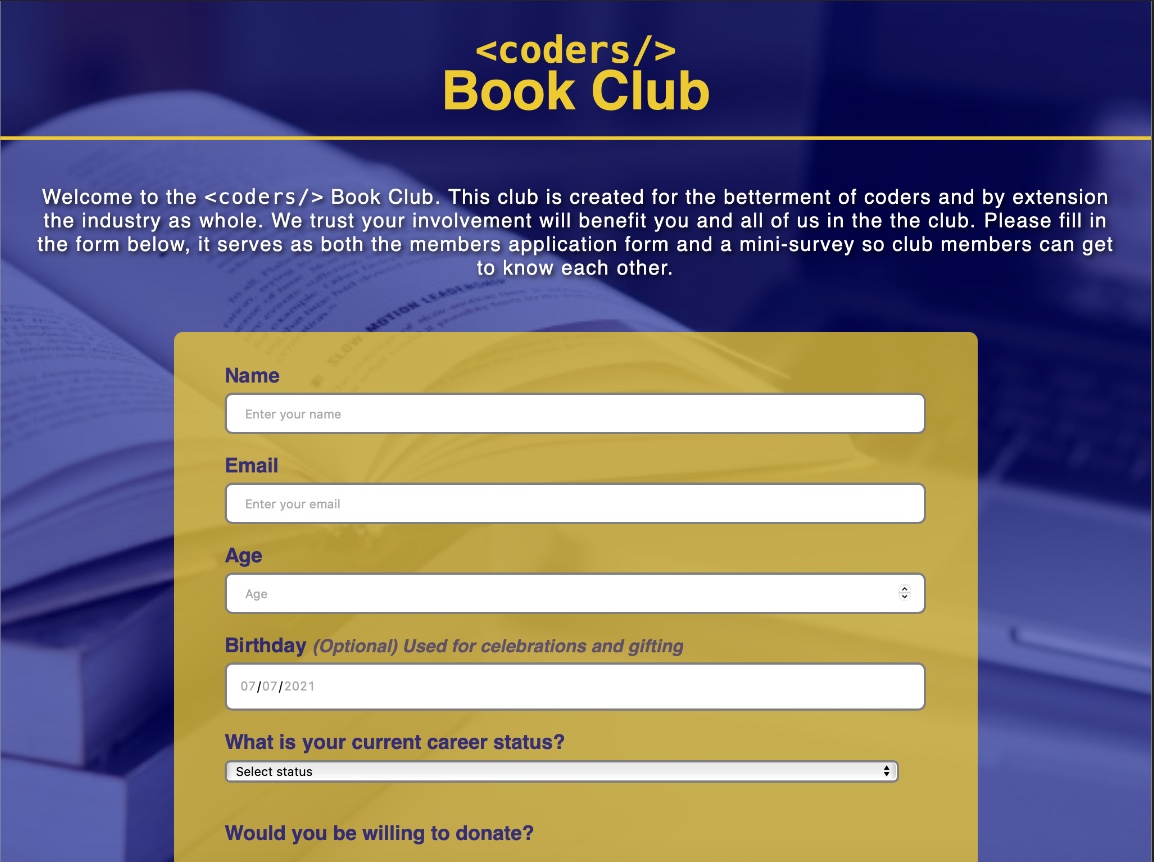 <coders/>
Book Club
Welcome to the <coders/> Book Club. This club is created for the betterment of coders and by extension
the industry as whole. We trust your involvement will benefit you and all of us in the the club. Please fill in
the form below, it serves as both the members application form and a mini-survey so club members can get
to know each other.
SLOW MOTION LEADERSHIP
Name
Enter your name
Email
Enter your email
Age
Age
Birthday (Optional) Used for celebrations and gifting
07/07/2021
What is your current career status?
Select status
Would you be willing to donate?